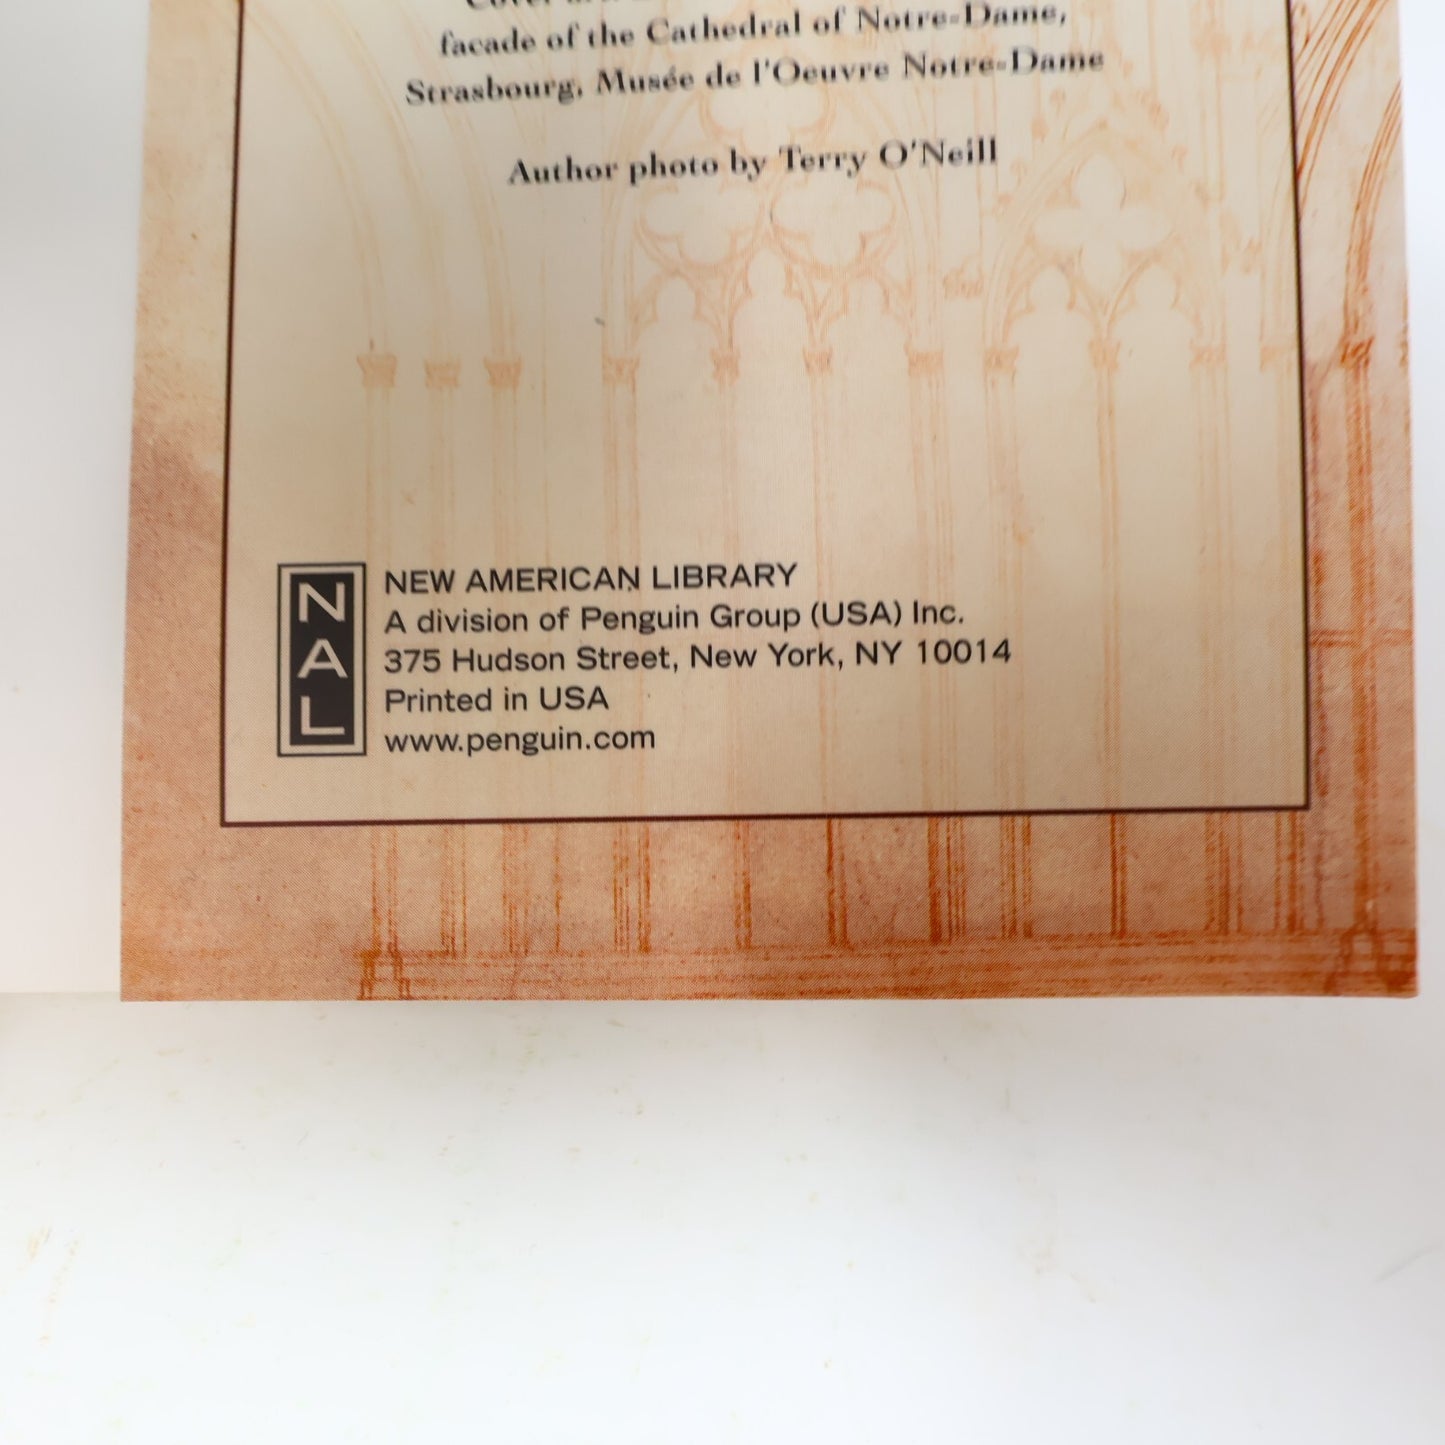 Cover art:
facade of the Cathedral of Notre-Dame,
Strasbourg, Musée de l'Oeuvre Notre-Dame
Author photo by Terry O'Neill
NAL
NEW AMERICAN LIBRARY
A division of Penguin Group (USA) Inc.
375 Hudson Street, New York, NY 10014
Printed in USA
www.penguin.com